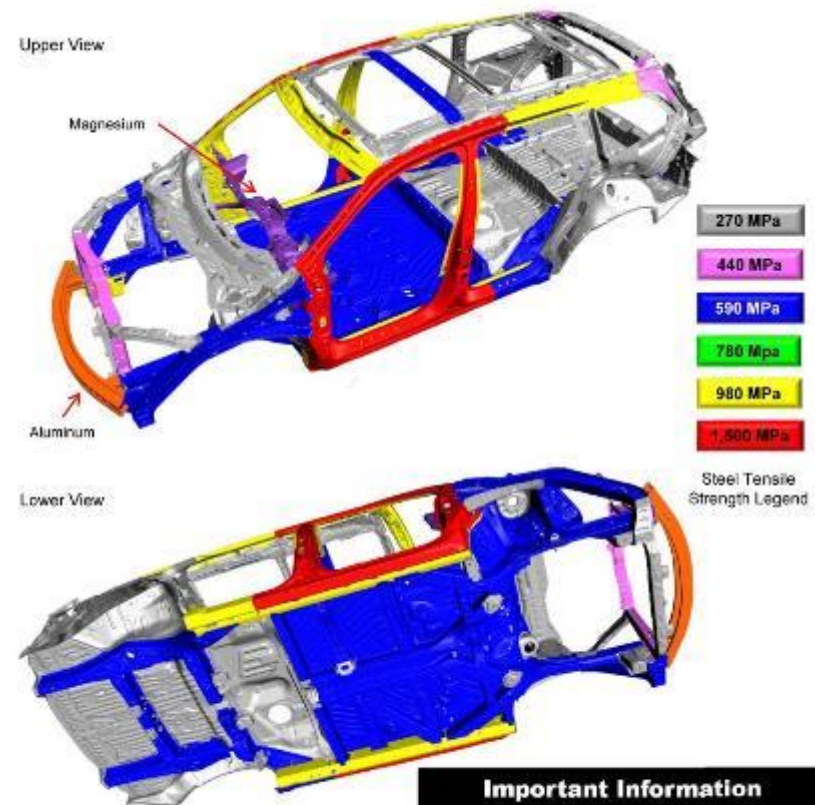 Upper View
Magnesium
270 MPa
440 MPa
590 MPa
780 Mpa
980 MPa
1,500 MPa
Aluminum
Steel Tensile
Strength Legend
Lower View
Important Information